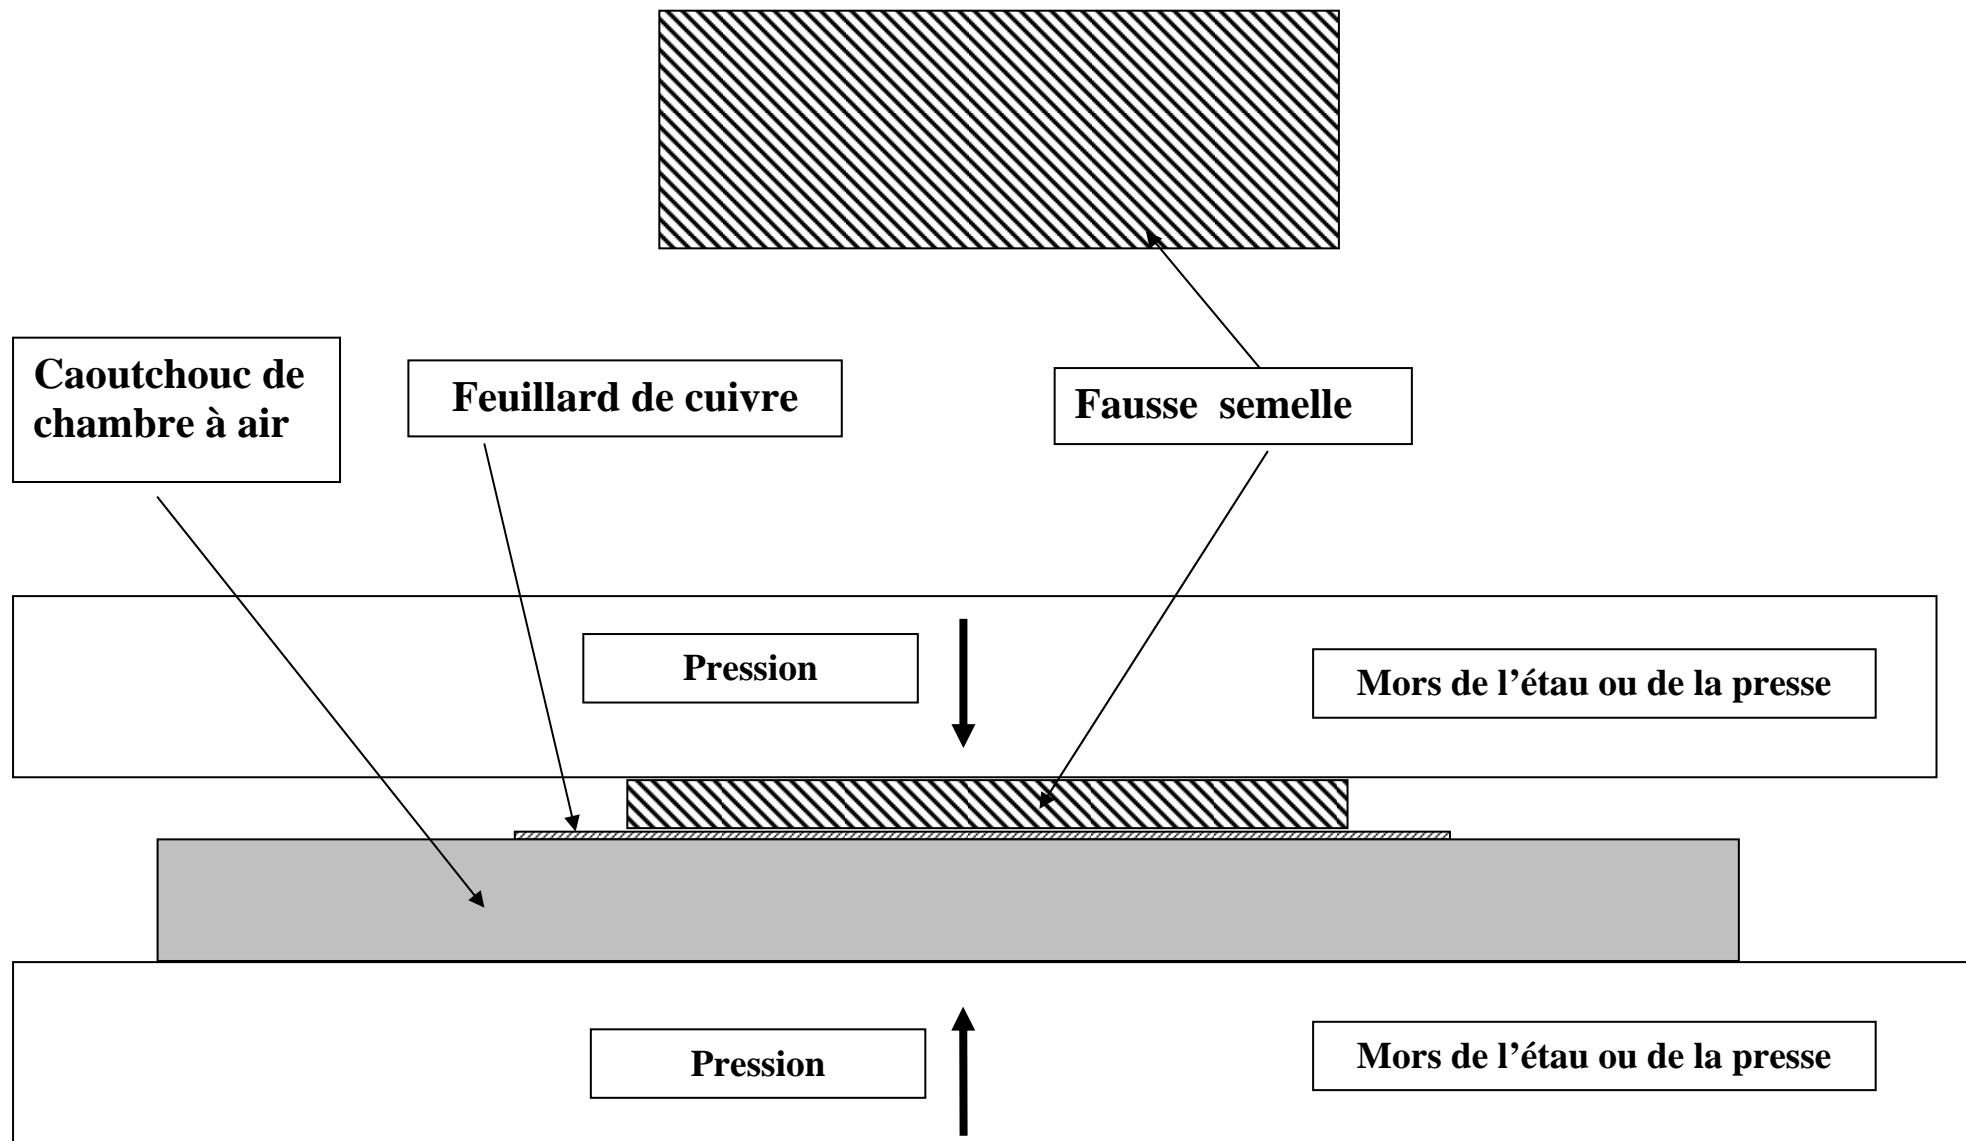 Caoutchouc de
chambre à air
Feuillard de cuivre
Fausse semelle
Pression
Mors de l’étau ou de la presse
Pression
Mors de l’étau ou de la presse